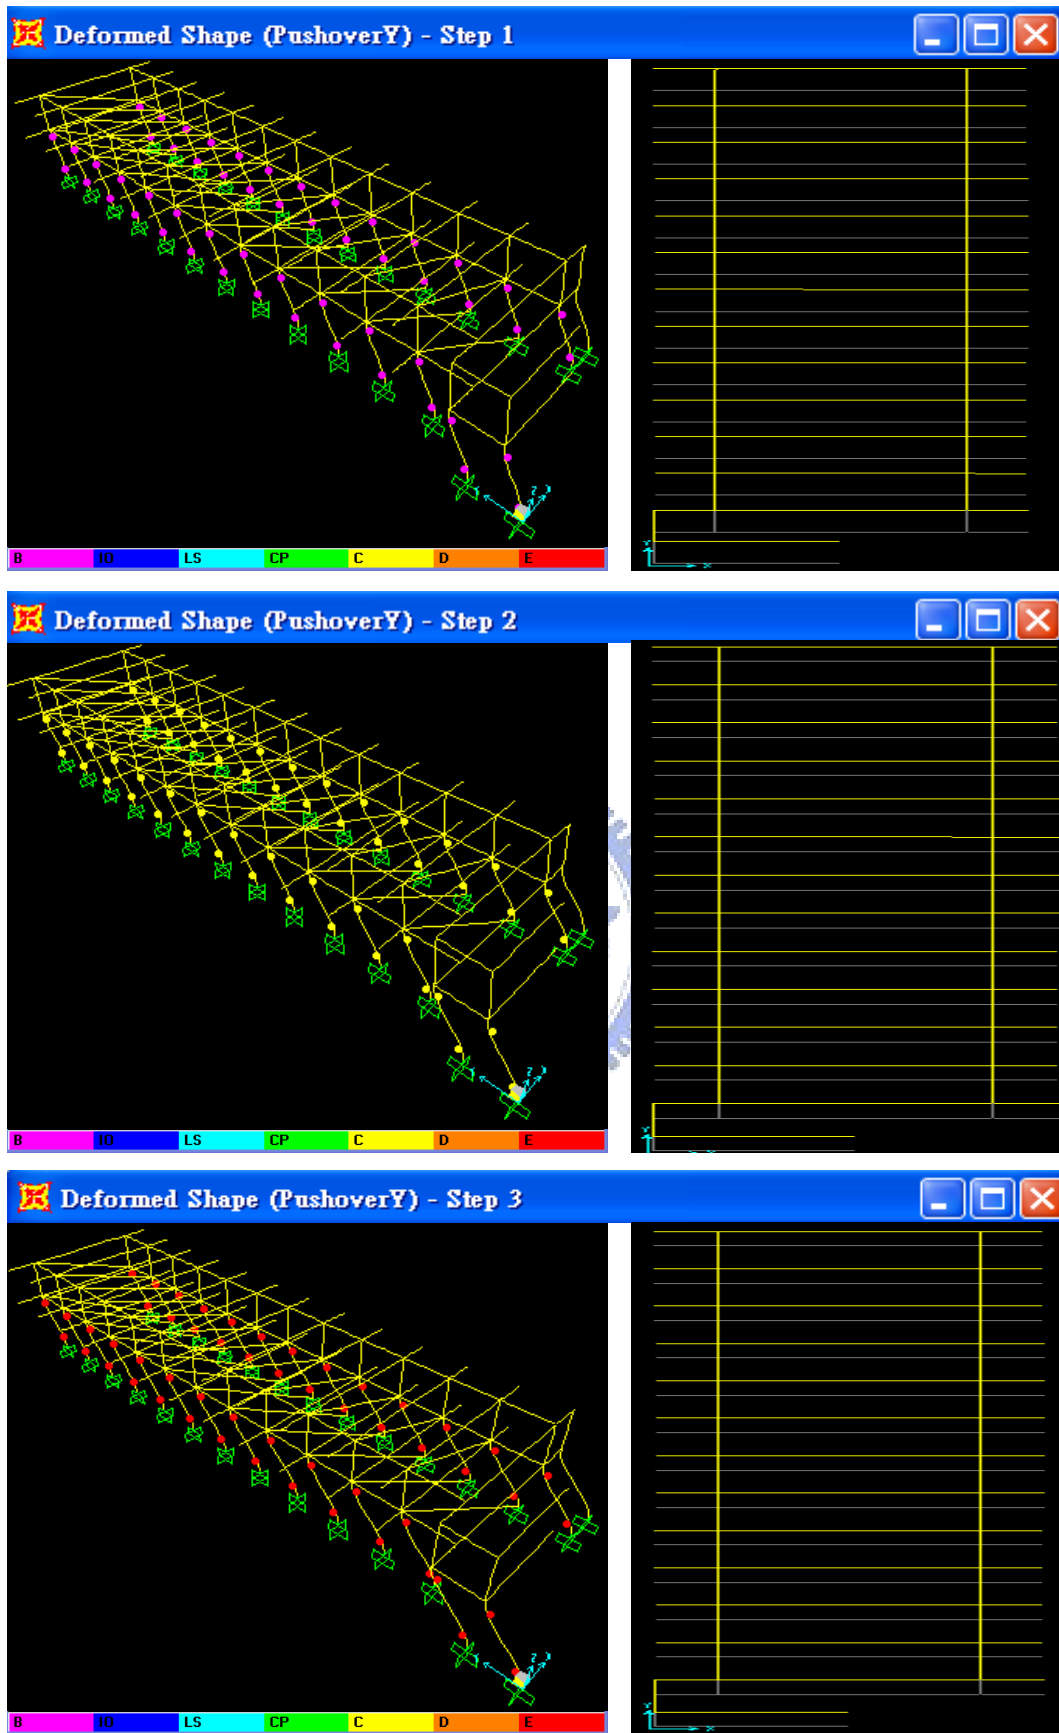 Deformed Shape (PushoverY) - Step 1
B IO LS CP C D E
Deformed Shape (PushoverY) - Step 2
B IO LS CP C D E
Deformed Shape (PushoverY) - Step 3
B IO LS CP C D E